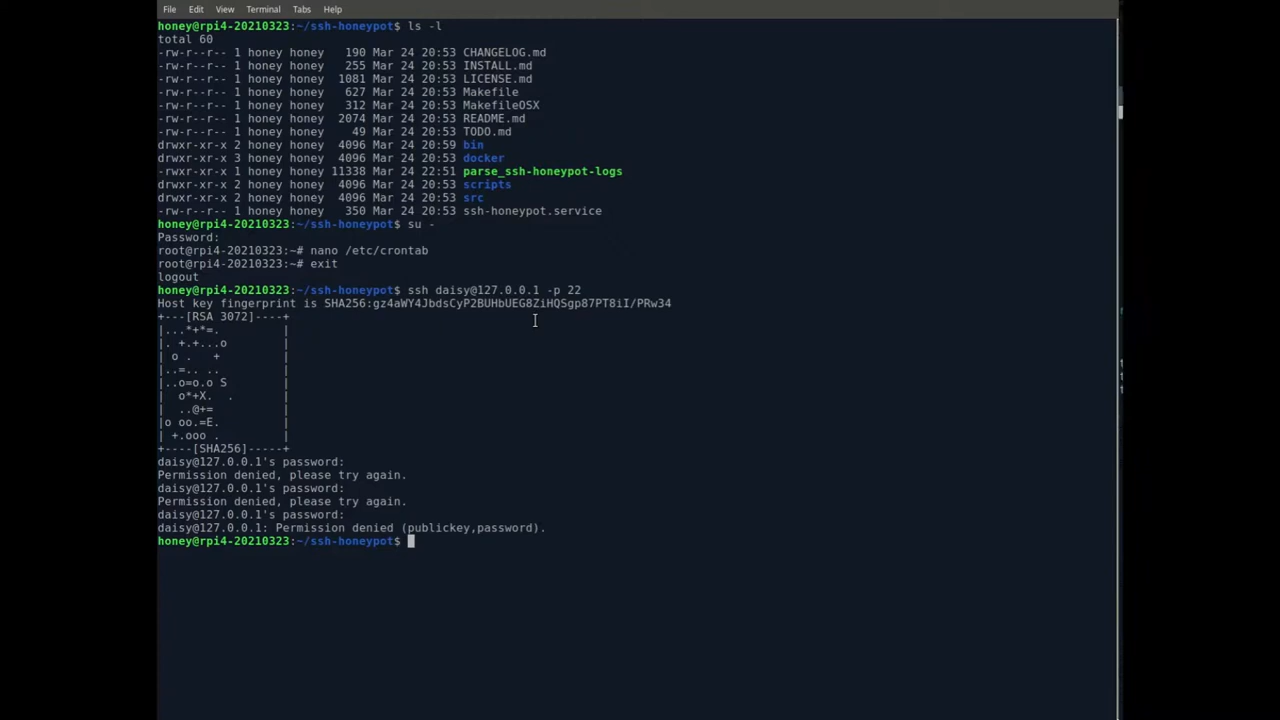 File Edit View Terminal Tabs Help
honey@rpi4-20210323:~/ssh-honeypot$ ls -l
total 60
-rw-r--r-- 1 honey honey   190 Mar 24 20:53 CHANGELOG.md
-rw-r--r-- 1 honey honey   255 Mar 24 20:53 INSTALL.md
-rw-r--r-- 1 honey honey  1081 Mar 24 20:53 LICENSE.md
-rw-r--r-- 1 honey honey   627 Mar 24 20:53 Makefile
-rw-r--r-- 1 honey honey   312 Mar 24 20:53 MakefileOSX
-rw-r--r-- 1 honey honey  2074 Mar 24 20:53 README.md
-rw-r--r-- 1 honey honey    49 Mar 24 20:53 TODO.md
drwxr-xr-x 2 honey honey  4096 Mar 24 20:59 bin
drwxr-xr-x 3 honey honey  4096 Mar 24 20:53 docker
-rwxr-xr-x 1 honey honey 11338 Mar 24 22:51 parse_ssh-honeypot-logs
drwxr-xr-x 2 honey honey  4096 Mar 24 20:53 scripts
drwxr-xr-x 2 honey honey  4096 Mar 24 20:53 src
-rw-r--r-- 1 honey honey   350 Mar 24 20:53 ssh-honeypot.service
honey@rpi4-20210323:~/ssh-honeypot$ su -
Password:
root@rpi4-20210323:~# nano /etc/crontab
root@rpi4-20210323:~# exit
logout
honey@rpi4-20210323:~/ssh-honeypot$ ssh daisy@127.0.0.1 -p 22
Host key fingerprint is SHA256:gz4aWY4JbdsCyP2BUHbUEG8ZiHQSgp87PT8iI/PRw34
+---[RSA 3072]----+
|...*+*=.         |
|. +.+...o        |
| o .   +         |
|..=.. ..         |
|..o=o.o S        |
|  o*+X.  .       |
|  ..@+=          |
|o oo.=E.         |
| +.ooo .         |
+----[SHA256]-----+
daisy@127.0.0.1's password:
Permission denied, please try again.
daisy@127.0.0.1's password:
Permission denied, please try again.
daisy@127.0.0.1's password:
daisy@127.0.0.1: Permission denied (publickey,password).
honey@rpi4-20210323:~/ssh-honeypot$